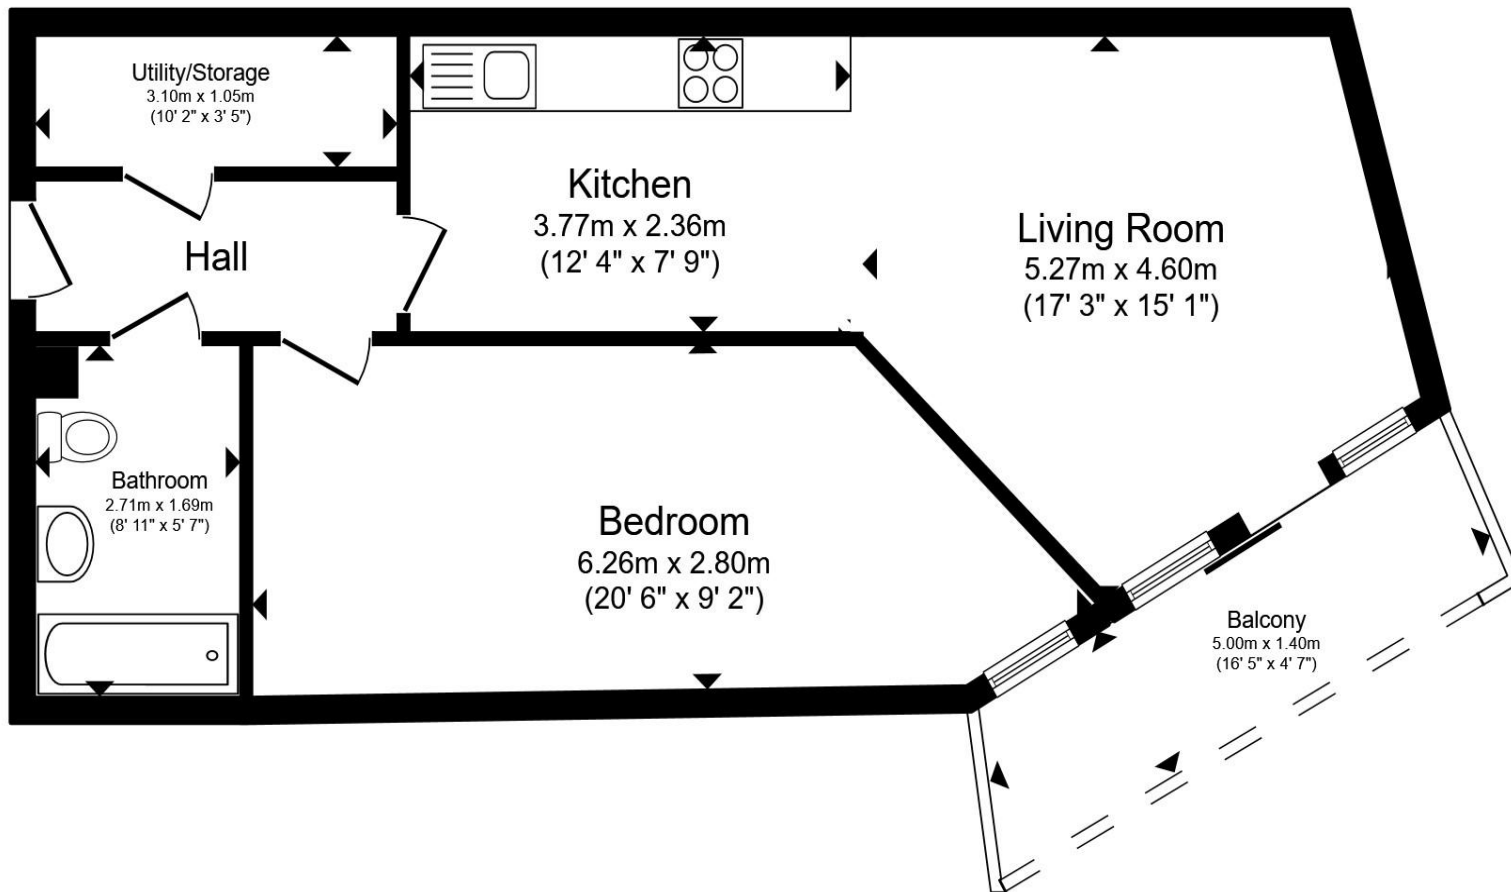 Utility/Storage
3.10m x 1.05m
(10' 2" x 3' 5")
Kitchen
3.77m x 2.36m
(12' 4" x 7' 9")
Living Room
5.27m x 4.60m
(17' 3" x 15' 1")
Hall
Bathroom
2.71m x 1.69m
(8' 11" x 5' 7")
Bedroom
6.26m x 2.80m
(20' 6" x 9' 2")
Balcony
5.00m x 1.40m
(16' 5" x 4' 7")